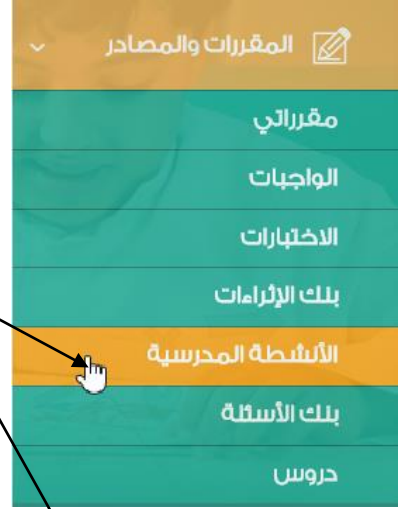 المقررات والمصادر
مقرراتي
الواجبات
الاختبارات
بنك الإثراءات
الأنشطة المدرسية
بنك الأسئلة
دروس